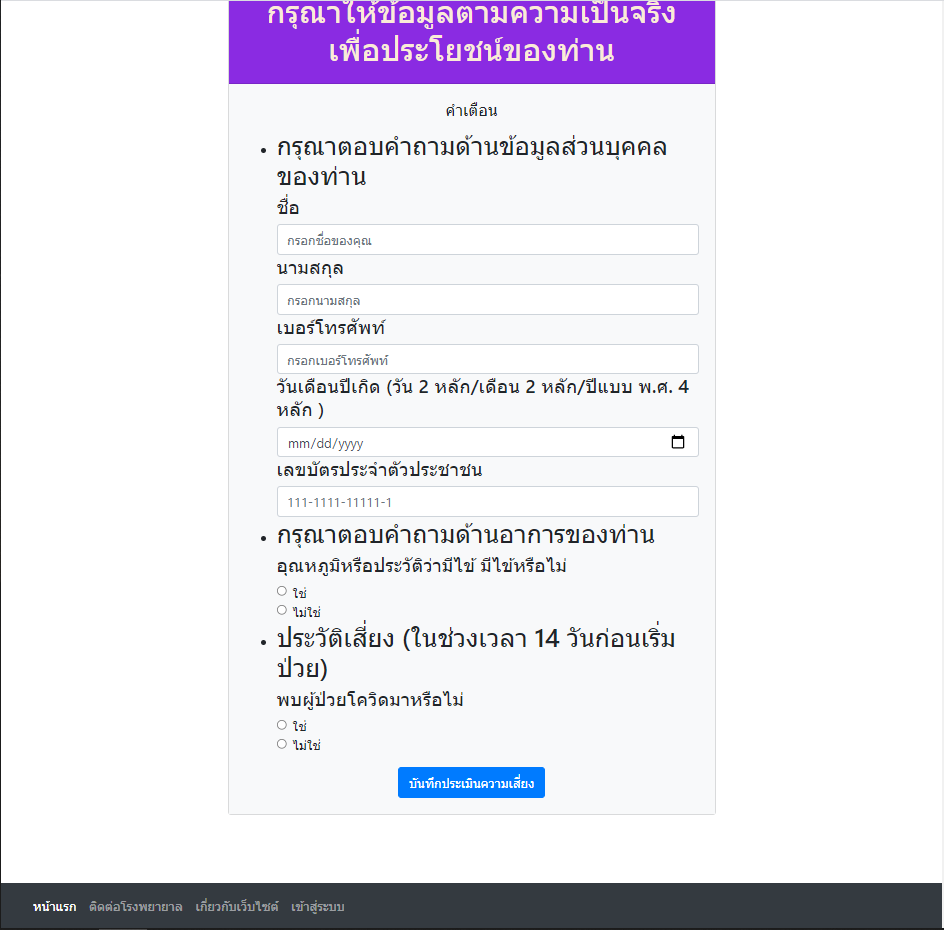 กรุณาให้ข้อมูลตามความเป็นจริง
เพื่อประโยชน์ของท่าน
คำเตือน
กรุณาตอบคำถามด้านข้อมูลส่วนบุคคล
ของท่าน
ชื่อ
กรอกชื่อของคุณ
นามสกุล
กรอกนามสกุล
เบอร์โทรศัพท์
กรอกเบอร์โทรศัพท์
วันเดือนปีเกิด (วัน 2 หลัก/เดือน 2 หลัก/ปีแบบ พ.ศ. 4
หลัก )
mm/dd/yyyy
เลขบัตรประจำตัวประชาชน
111-1111-11111-1
กรุณาตอบคำถามด้านอาการของท่าน
อุณหภูมิหรือประวัติว่ามีไข้ มีไข้หรือไม่
ใช่
ไม่ใช่
ประวัติเสี่ยง (ในช่วงเวลา 14 วันก่อนเริ่ม
ป่วย)
พบผู้ป่วยโควิดมาหรือไม่
ใช่
ไม่ใช่
บันทึกประเมินความเสี่ยง
หน้าแรก ติดต่อโรงพยายาล เกี่ยวกับเว็บไซต์ เข้าสู่ระบบ